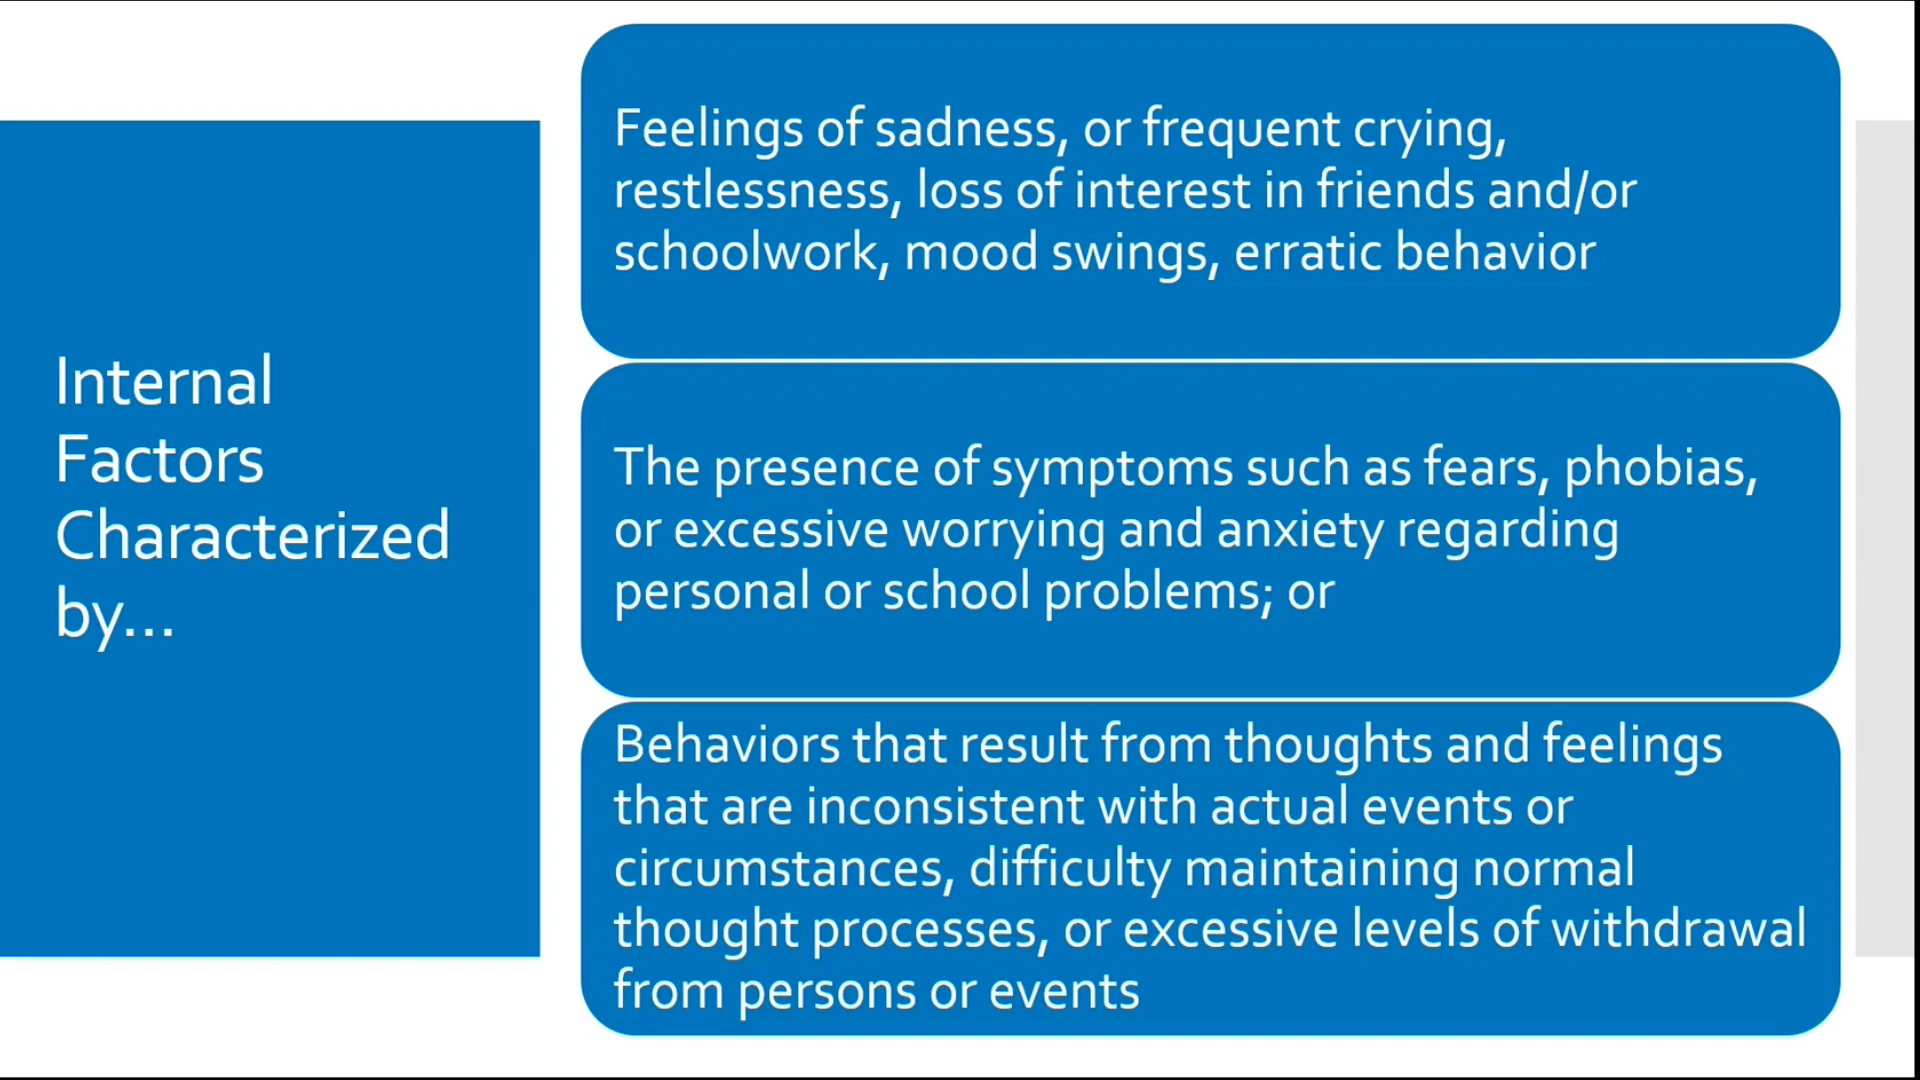 Internal
Factors
Characterized
by...
Feelings of sadness, or frequent crying,
restlessness, loss of interest in friends and/or
schoolwork, mood swings, erratic behavior
The presence of symptoms such as fears, phobias,
or excessive worrying and anxiety regarding
personal or school problems; or
Behaviors that result from thoughts and feelings
that are inconsistent with actual events or
circumstances, difficulty maintaining normal
thought processes, or excessive levels of withdrawal
from persons or events